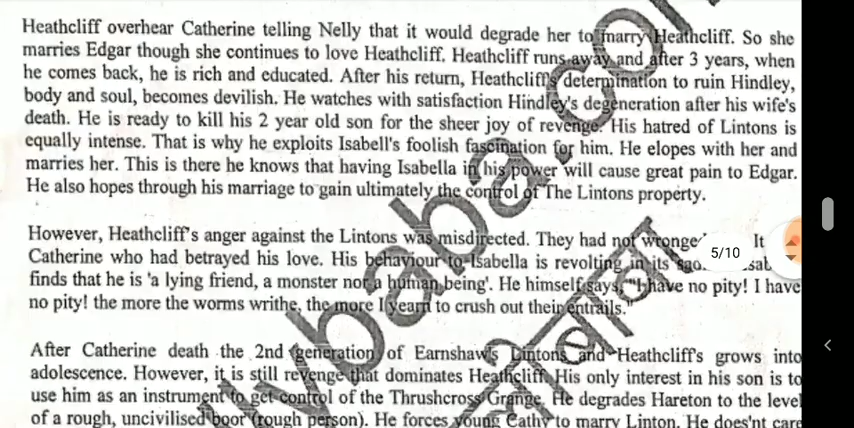 Heathcliff overhear Catherine telling Nelly that it would degrade her to marry Heathcliff. So she
marries Edgar though she continues to love Heathcliff. Heathcliff runs away and after 3 years, when
he comes back, he is rich and educated. After his return, Heathcliff's determination to ruin Hindley,
body and soul, becomes devilish. He watches with satisfaction Hindley's degeneration after his wife's
death. He is ready to kill his 2 year old son for the sheer joy of revenge. His hatred of Lintons is
equally intense. That is why he exploits Isabell's foolish fascination for him. He elopes with her and
marries her. This is there he knows that having Isabella in his power will cause great pain to Edgar.
He also hopes through his marriage to gain ultimately the control of The Lintons property.
However, Heathcliff's anger against the Lintons was misdirected. They had not It
Catherine who had betrayed his love. His behaviour to Isabella is revolting in its
finds that he is 'a lying friend, a monster not a human being'. He himself says, "I have no pity! I have
no pity! the more the worms writhe, the more I yearn to crush out their entrails."
5/10
After Catherine death the 2nd generation of Earnshaw's Lintons and Heathcliff's grows into
adolescence. However, it is still revenge that dominates Heathcliff. His only interest in his son is to
use him as an instrument to get control of the Thrushcross Grange. He degrades Hareton to the level
of a rough, uncivilised boor (rough person). He forces young Cathy to marry Linton. He does'nt care